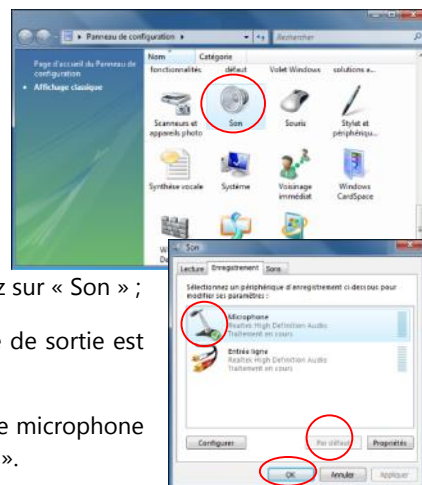 Panneau de configuration
Rechercher
Page d'accueil du Panneau de
configuration
Affichage classique
Nom Catégorie
fonctionnalités défaut Volet Windows solutions e...
Scanneurs et
appareils photo
Son
Souris
Stylet et
périphériqu...
Synthèse vocale
Système
Voisinage
immédiat
Windows
CardSpace
z sur « Son » ;
de sortie est
e microphone
».
Son
Lecture Enregistrement Sons
Sélectionnez un périphérique d'enregistrement ci-dessous pour
modifier ses paramètres :
Microphone
Realtek High Definition Audio
Traitement en cours
Entrée ligne
Realtek High Definition Audio
Traitement en cours
Configurer Par défaut Propriétés
OK Annuler Appliquer